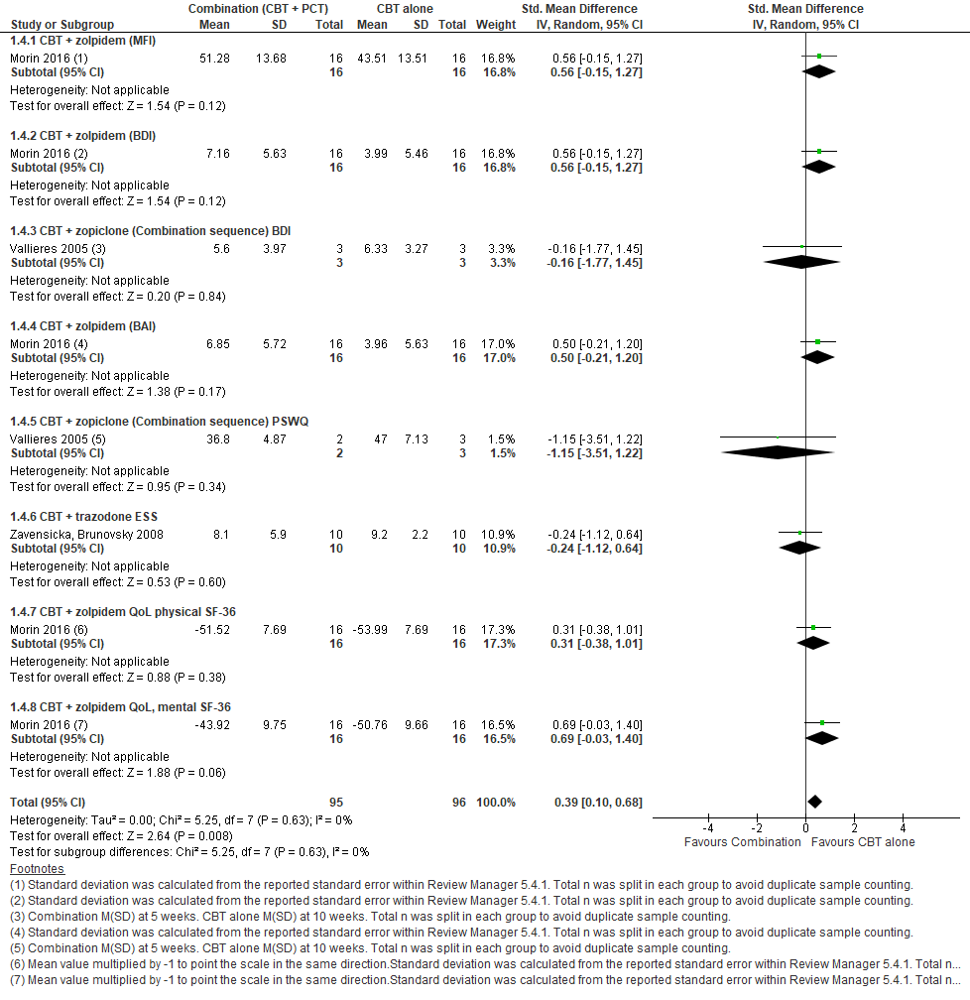 Combination (CBT + PCT) CBT alone Std. Mean Difference Std. Mean Difference
Study or Subgroup Mean SD Total Mean SD Total Weight IV, Random, 95% CI IV, Random, 95% CI
1.4.1 CBT + zolpidem (MFI)
Morin 2016 (1) 51.28 13.68 16 43.51 13.51 16 16.8% 0.56 [-0.15, 1.27]
Subtotal (95% CI) 16 16 16.8% 0.56 [-0.15, 1.27]
Heterogeneity: Not applicable
Test for overall effect: Z = 1.54 (P = 0.12)
1.4.2 CBT + zolpidem (BDI)
Morin 2016 (2) 7.16 5.63 16 3.99 5.46 16 16.8% 0.56 [-0.15, 1.27]
Subtotal (95% CI) 16 16 16.8% 0.56 [-0.15, 1.27]
Heterogeneity: Not applicable
Test for overall effect: Z = 1.54 (P = 0.12)
1.4.3 CBT + zopiclone (Combination sequence) BDI
Vallieres 2005 (3) 5.6 3.97 3 6.33 3.27 3 3.3% -0.16 [-1.77, 1.45]
Subtotal (95% CI) 3 3 3.3% -0.16 [-1.77, 1.45]
Heterogeneity: Not applicable
Test for overall effect: Z = 0.20 (P = 0.84)
1.4.4 CBT + zolpidem (BAI)
Morin 2016 (4) 6.85 5.72 16 3.96 5.63 16 17.0% 0.50 [-0.21, 1.20]
Subtotal (95% CI) 16 16 17.0% 0.50 [-0.21, 1.20]
Heterogeneity: Not applicable
Test for overall effect: Z = 1.38 (P = 0.17)
1.4.5 CBT + zopiclone (Combination sequence) PSWQ
Vallieres 2005 (5) 36.8 4.87 2 47 7.13 3 1.5% -1.15 [-3.51, 1.22]
Subtotal (95% CI) 2 3 1.5% -1.15 [-3.51, 1.22]
Heterogeneity: Not applicable
Test for overall effect: Z = 0.95 (P = 0.34)
1.4.6 CBT + trazodone ESS
Zavensicka, Brunovsky 2008 8.1 5.9 10 9.2 2.2 10 10.9% -0.24 [-1.12, 0.64]
Subtotal (95% CI) 10 10 10.9% -0.24 [-1.12, 0.64]
Heterogeneity: Not applicable
Test for overall effect: Z = 0.53 (P = 0.60)
1.4.7 CBT + zolpidem QoL physical SF-36
Morin 2016 (6) -51.52 7.69 16 -53.99 7.69 16 17.3% 0.31 [-0.38, 1.01]
Subtotal (95% CI) 16 16 17.3% 0.31 [-0.38, 1.01]
Heterogeneity: Not applicable
Test for overall effect: Z = 0.88 (P = 0.38)
1.4.8 CBT + zolpidem QoL, mental SF-36
Morin 2016 (7) -43.92 9.75 16 -50.76 9.66 16 16.5% 0.69 [-0.03, 1.40]
Subtotal (95% CI) 16 16 16.5% 0.69 [-0.03, 1.40]
Heterogeneity: Not applicable
Test for overall effect: Z = 1.88 (P = 0.06)
Total (95% CI) 95 96 100.0% 0.39 [0.10, 0.68]
Heterogeneity: Tau² = 0.00; Chi² = 5.25, df = 7 (P = 0.63); I² = 0%
Test for overall effect: Z = 2.64 (P = 0.008)
Test for subgroup differences: Chi² = 5.25, df = 7 (P = 0.63), I² = 0%
-4 -2 0 2 4
Favours Combination Favours CBT alone
Footnotes
(1) Standard deviation was calculated from the reported standard error within Review Manager 5.4.1. Total n was split in each group to avoid duplicate sample counting.
(2) Standard deviation was calculated from the reported standard error within Review Manager 5.4.1. Total n was split in each group to avoid duplicate sample counting.
(3) Combination M(SD) at 5 weeks. CBT alone M(SD) at 10 weeks. Total n was split in each group to avoid duplicate sample counting.
(4) Standard deviation was calculated from the reported standard error within Review Manager 5.4.1. Total n was split in each group to avoid duplicate sample counting.
(5) Combination M(SD) at 5 weeks. CBT alone M(SD) at 10 weeks. Total n was split in each group to avoid duplicate sample counting.
(6) Mean value multiplied by -1 to point the scale in the same direction.Standard deviation was calculated from the reported standard error within Review Manager 5.4.1. Total n...
(7) Mean value multiplied by -1 to point the scale in the same direction.Standard deviation was calculated from the reported standard error within Review Manager 5.4.1. Total n...